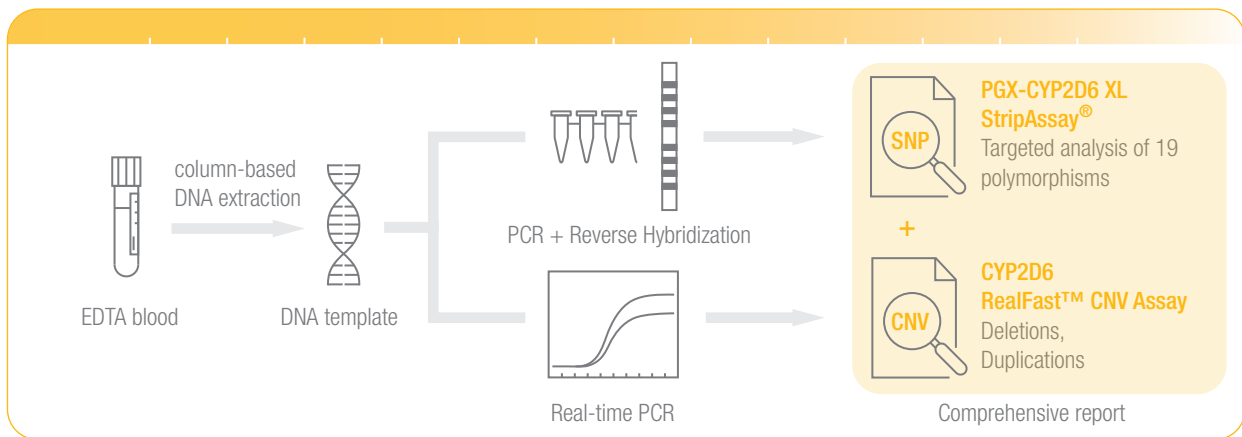 EDTA blood
column-based
DNA extraction
DNA template
PCR + Reverse Hybridization
Real-time PCR
SNP
PGX-CYP2D6 XL
StripAssay®
Targeted analysis of 19
polymorphisms
+
CNV
CYP2D6
RealFast™ CNV Assay
Deletions,
Duplications
Comprehensive report